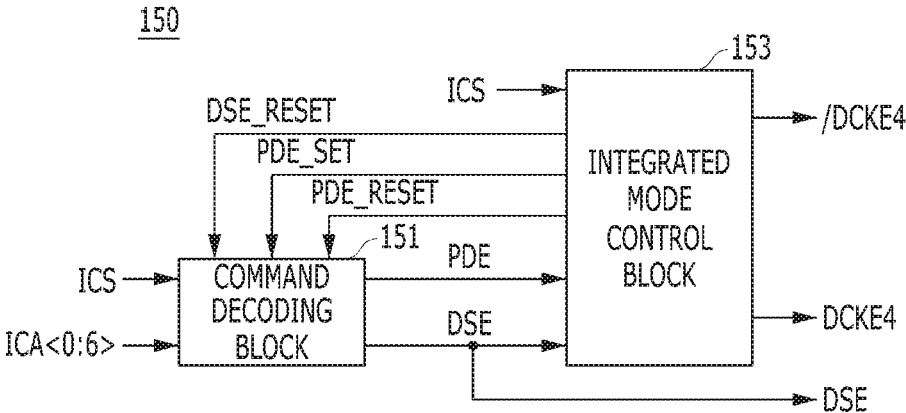 150
153
ICS
DSE_RESET
/DCKE4
PDE_SET
INTEGRATED
MODE
CONTROL
BLOCK
PDE_RESET
151
PDE
ICS
COMMAND
DECODING
BLOCK
DSE
DCKE4
ICA<0:6>
DSE